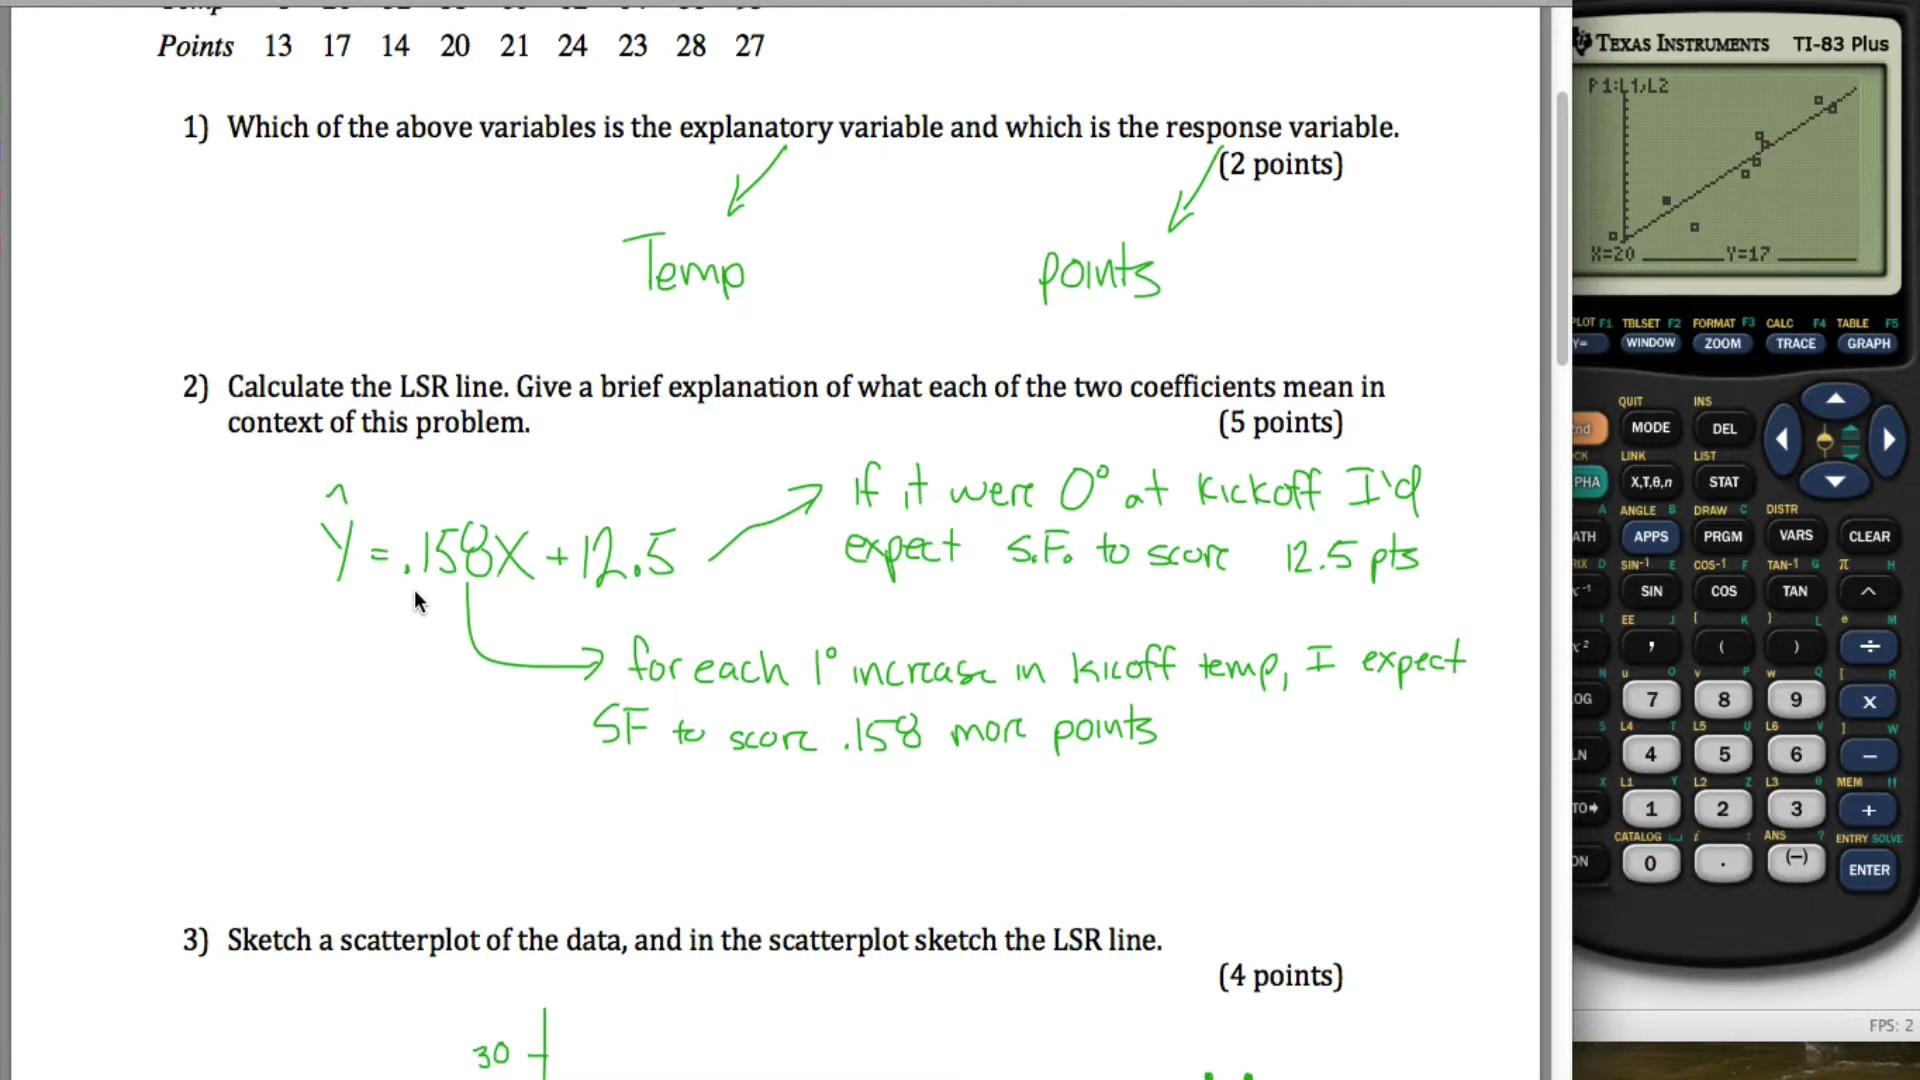 Points 13 17 14 20 21 24 23 28 27
1) Which of the above variables is the explanatory variable and which is the response variable.
(2 points)
Temp points
2) Calculate the LSR line. Give a brief explanation of what each of the two coefficients mean in
context of this problem.
(5 points)
ŷ = .158X + 12.5
If it were 0° at kickoff I'd
expect S.F. to score 12.5 pts
for each 1° increase in kicoff temp, I expect
SF to score .158 more points
3) Sketch a scatterplot of the data, and in the scatterplot sketch the LSR line.
(4 points)
30
TEXAS INSTRUMENTS TI-83 Plus
P1:L1,L2
X=20 Y=17
PLOT F1 TBLSET F2 FORMAT F3 CALC F4 TABLE F5
Y= WINDOW ZOOM TRACE GRAPH
QUIT INS
2nd MODE DEL
LINK LIST
X,T,θ,n STAT
A ANGLE B DRAW C DISTR
APPS PRGM VARS CLEAR
SIN-1 E COS-1 F TAN-1 G π H
x-1 SIN COS TAN ^
I EE J { K } L e M
x2 , ( ) ÷
N u O v P w Q [ R
7 8 9 x
S L4 T L5 U L6 V ] W
LN 4 5 6 −
X L1 Y L2 Z L3 θ MEM "
1 2 3 +
CATALOG i : ANS ? ENTRY SOLVE
ON 0 . (−) ENTER
FPS: 2